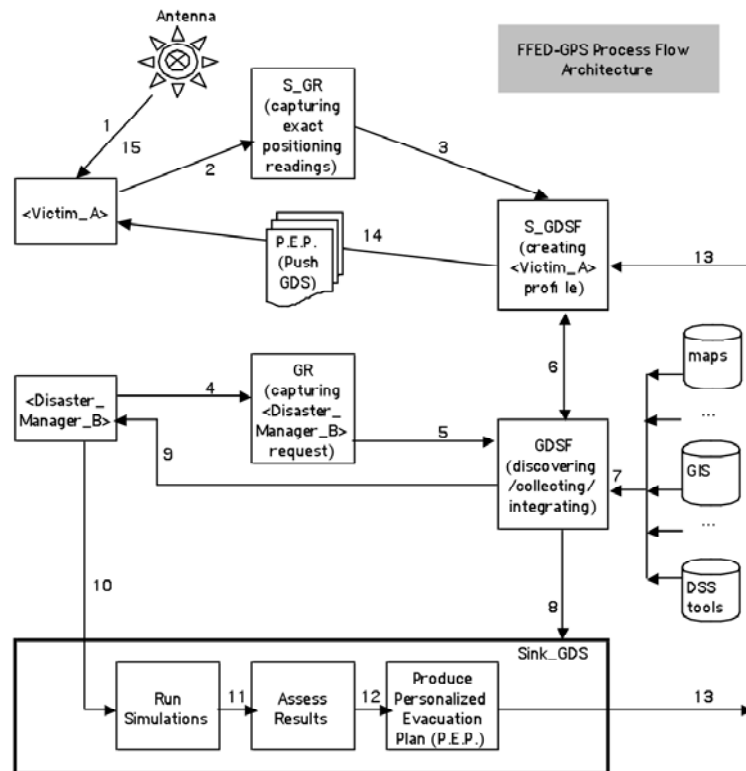 Antenna
FFED-GPS Process Flow
Architecture
1
15
2
S_GR
(capturing
exact
positioning
readings)
3
<Victim_A>
P.E.P.
(Push
GDS)
14
S_GDSF
(creating
<Victim_A>
profile)
13
maps
...
GIS
...
DSS
tools
<Disaster_
Manager_B>
4
GR
(capturing
<Disaster_
Manager_B>
request)
5
6
9
GDSF
(discovering
/collecting/
integrating)
7
10
8
Sink_GDS
Run
Simulations
11
Assess
Results
12
Produce
Personalized
Evacuation
Plan (P.E.P.)
13